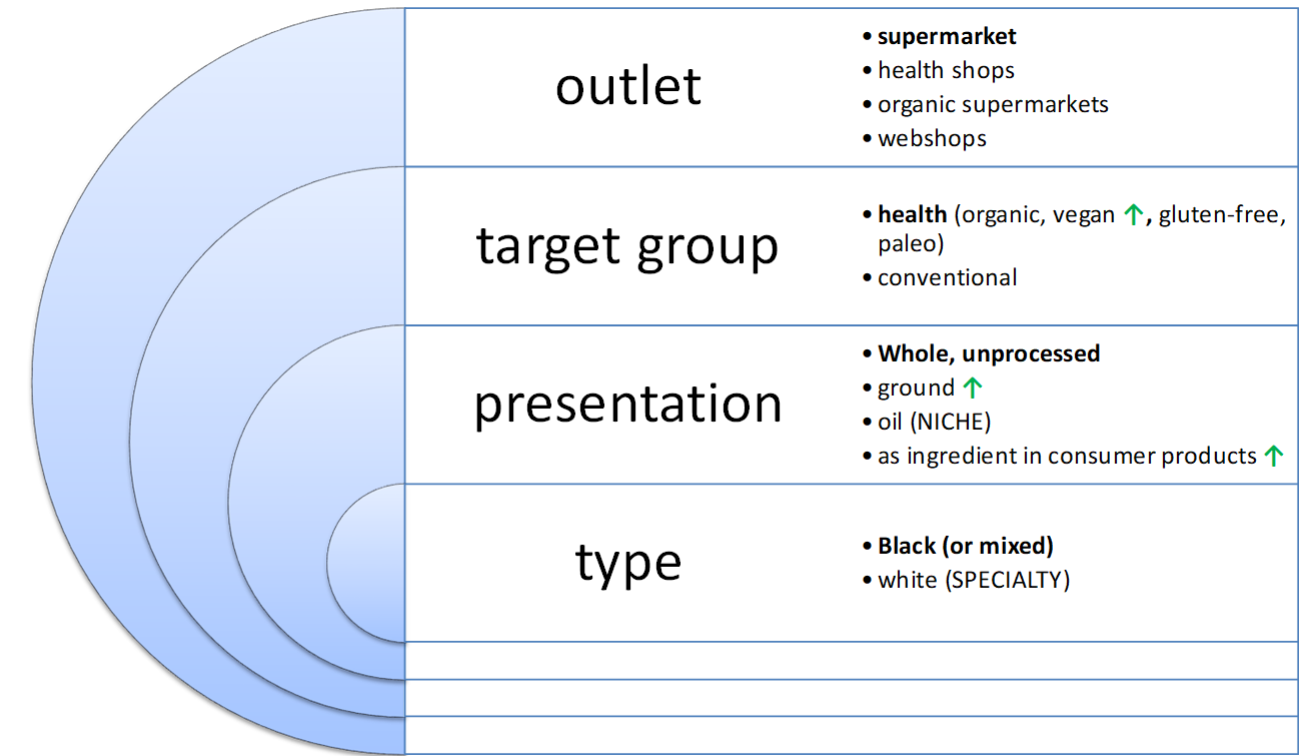 outlet
• supermarket
• health shops
• organic supermarkets
• webshops
target group
• health (organic, vegan ↑, gluten-free,
paleo)
• conventional
presentation
• Whole, unprocessed
• ground ↑
• oil (NICHE)
• as ingredient in consumer products ↑
type
• Black (or mixed)
• white (SPECIALTY)